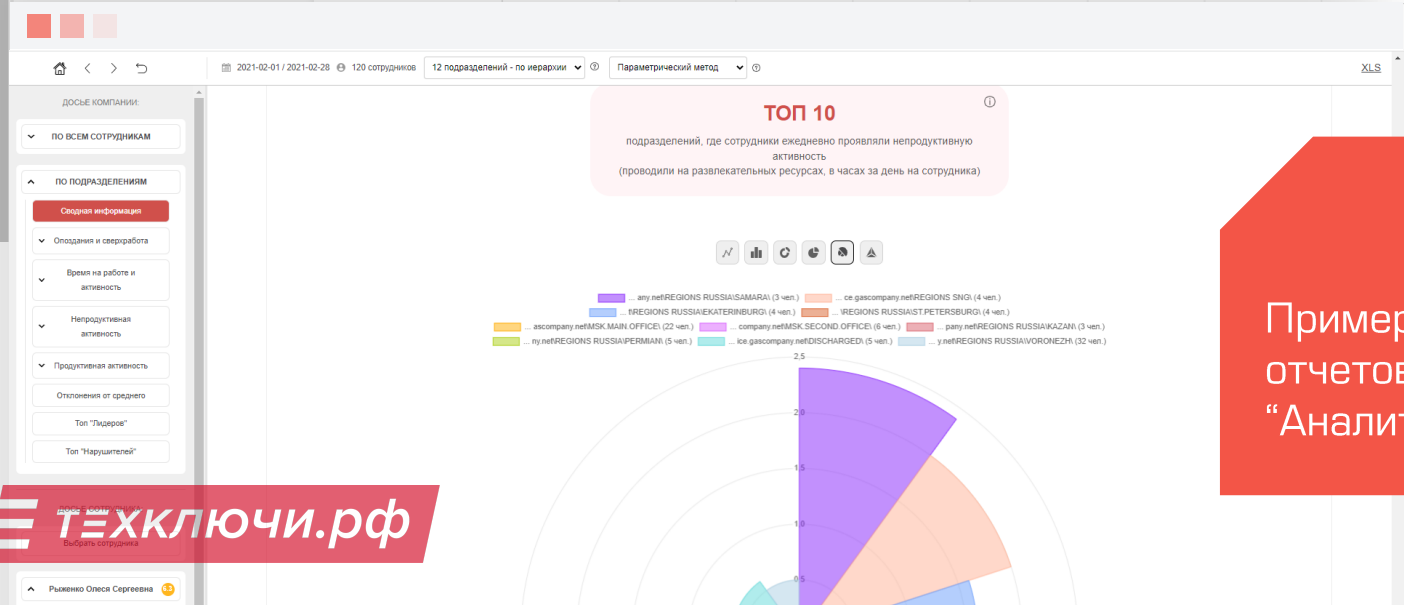 2021-02-01 / 2021-02-28 120 сотрудников 12 подразделений - по иерархии Параметрический метод XLS
ДОСЬЕ КОМПАНИИ:
ПО ВСЕМ СОТРУДНИКАМ
ПО ПОДРАЗДЕЛЕНИЯМ
Сводная информация
Опоздания и сверхработа
Время на работе и
активность
Непродуктивная
активность
Продуктивная активность
Отклонения от среднего
Топ "Лидеров"
Топ "Нарушителей"
ДОСЬЕ СОТРУДНИКА:
Выбрать сотрудника
Рыженко Олеся Сергеевна
ТЕХКЛЮЧИ.РФ
ТОП 10
подразделений, где сотрудники ежедневно проявляли непродуктивную
активность
(проводили на развлекательных ресурсах, в часах за день на сотрудника)
... any.net\REGIONS RUSSIA\SAMARA\ (3 чел.) ... ce.gascompany.net\REGIONS SNG\ (4 чел.)
... t\REGIONS RUSSIA\EKATERINBURG\ (4 чел.) ... \REGIONS RUSSIA\ST.PETERSBURG\ (4 чел.)
... ascompany.net\MSK.MAIN.OFFICE\ (22 чел.) ... company.net\MSK.SECOND.OFFICE\ (6 чел.) ... pany.net\REGIONS RUSSIA\KAZAN\ (3 чел.)
... ny.net\REGIONS RUSSIA\PERMIAN\ (5 чел.) ... ice.gascompany.net\DISCHARGED\ (5 чел.) ... y.net\REGIONS RUSSIA\VORONEZH\ (32 чел.)
2,5
2,0
1,5
1,0
0,5
Пример
отчетов
“Аналит